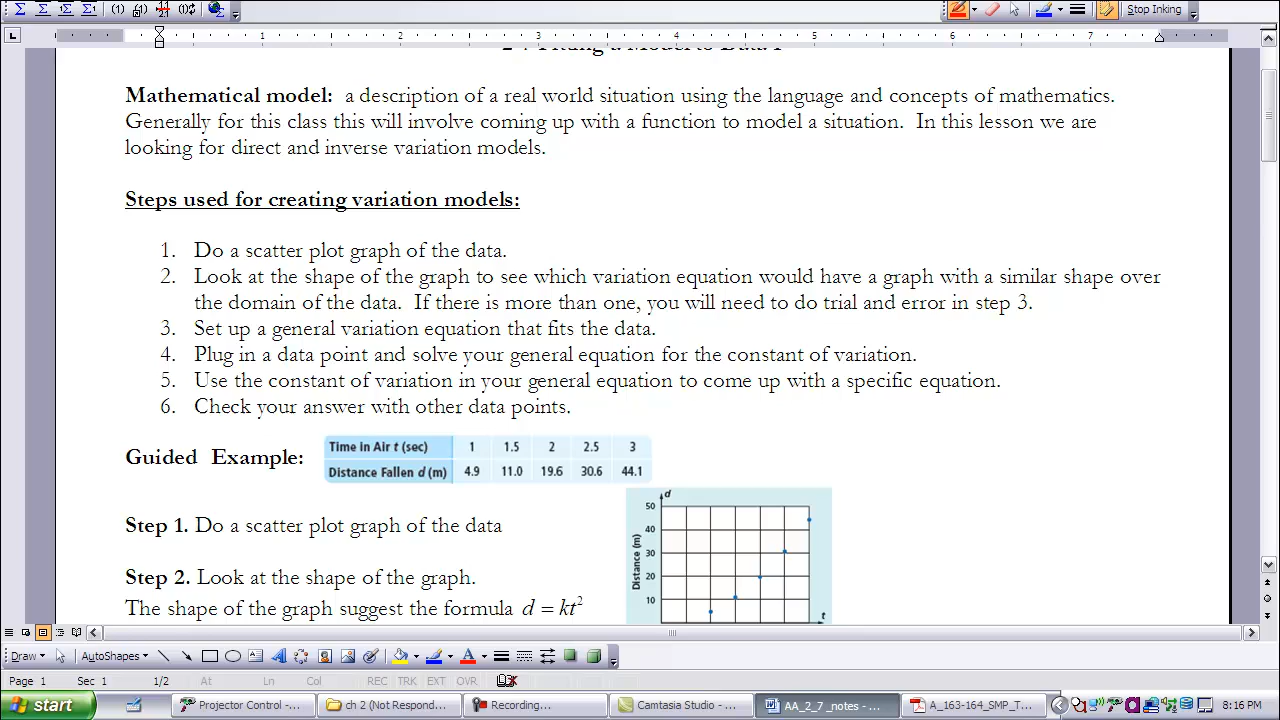 Stop Inking
1 2 3 4 5 6 7
Mathematical model: a description of a real world situation using the language and concepts of mathematics.
Generally for this class this will involve coming up with a function to model a situation. In this lesson we are
looking for direct and inverse variation models.
Steps used for creating variation models:
1. Do a scatter plot graph of the data.
2. Look at the shape of the graph to see which variation equation would have a graph with a similar shape over
the domain of the data. If there is more than one, you will need to do trial and error in step 3.
3. Set up a general variation equation that fits the data.
4. Plug in a data point and solve your general equation for the constant of variation.
5. Use the constant of variation in your general equation to come up with a specific equation.
6. Check your answer with other data points.
Guided Example:
Time in Air t (sec) 1 1.5 2 2.5 3
Distance Fallen d (m) 4.9 11.0 19.6 30.6 44.1
Step 1. Do a scatter plot graph of the data
Step 2. Look at the shape of the graph.
The shape of the graph suggest the formula d = kt²
d
50
40
30
20
10
Distance (m)
t
Draw AutoShapes
Page 1 Sec 1 1/2 At Ln Col REC TRK EXT OVR
start Projector Control -... ch 2 (Not Respond... Recording... Camtasia Studio -... AA_2_7 _notes -... A_163-164_SMP_T... 8:16 PM